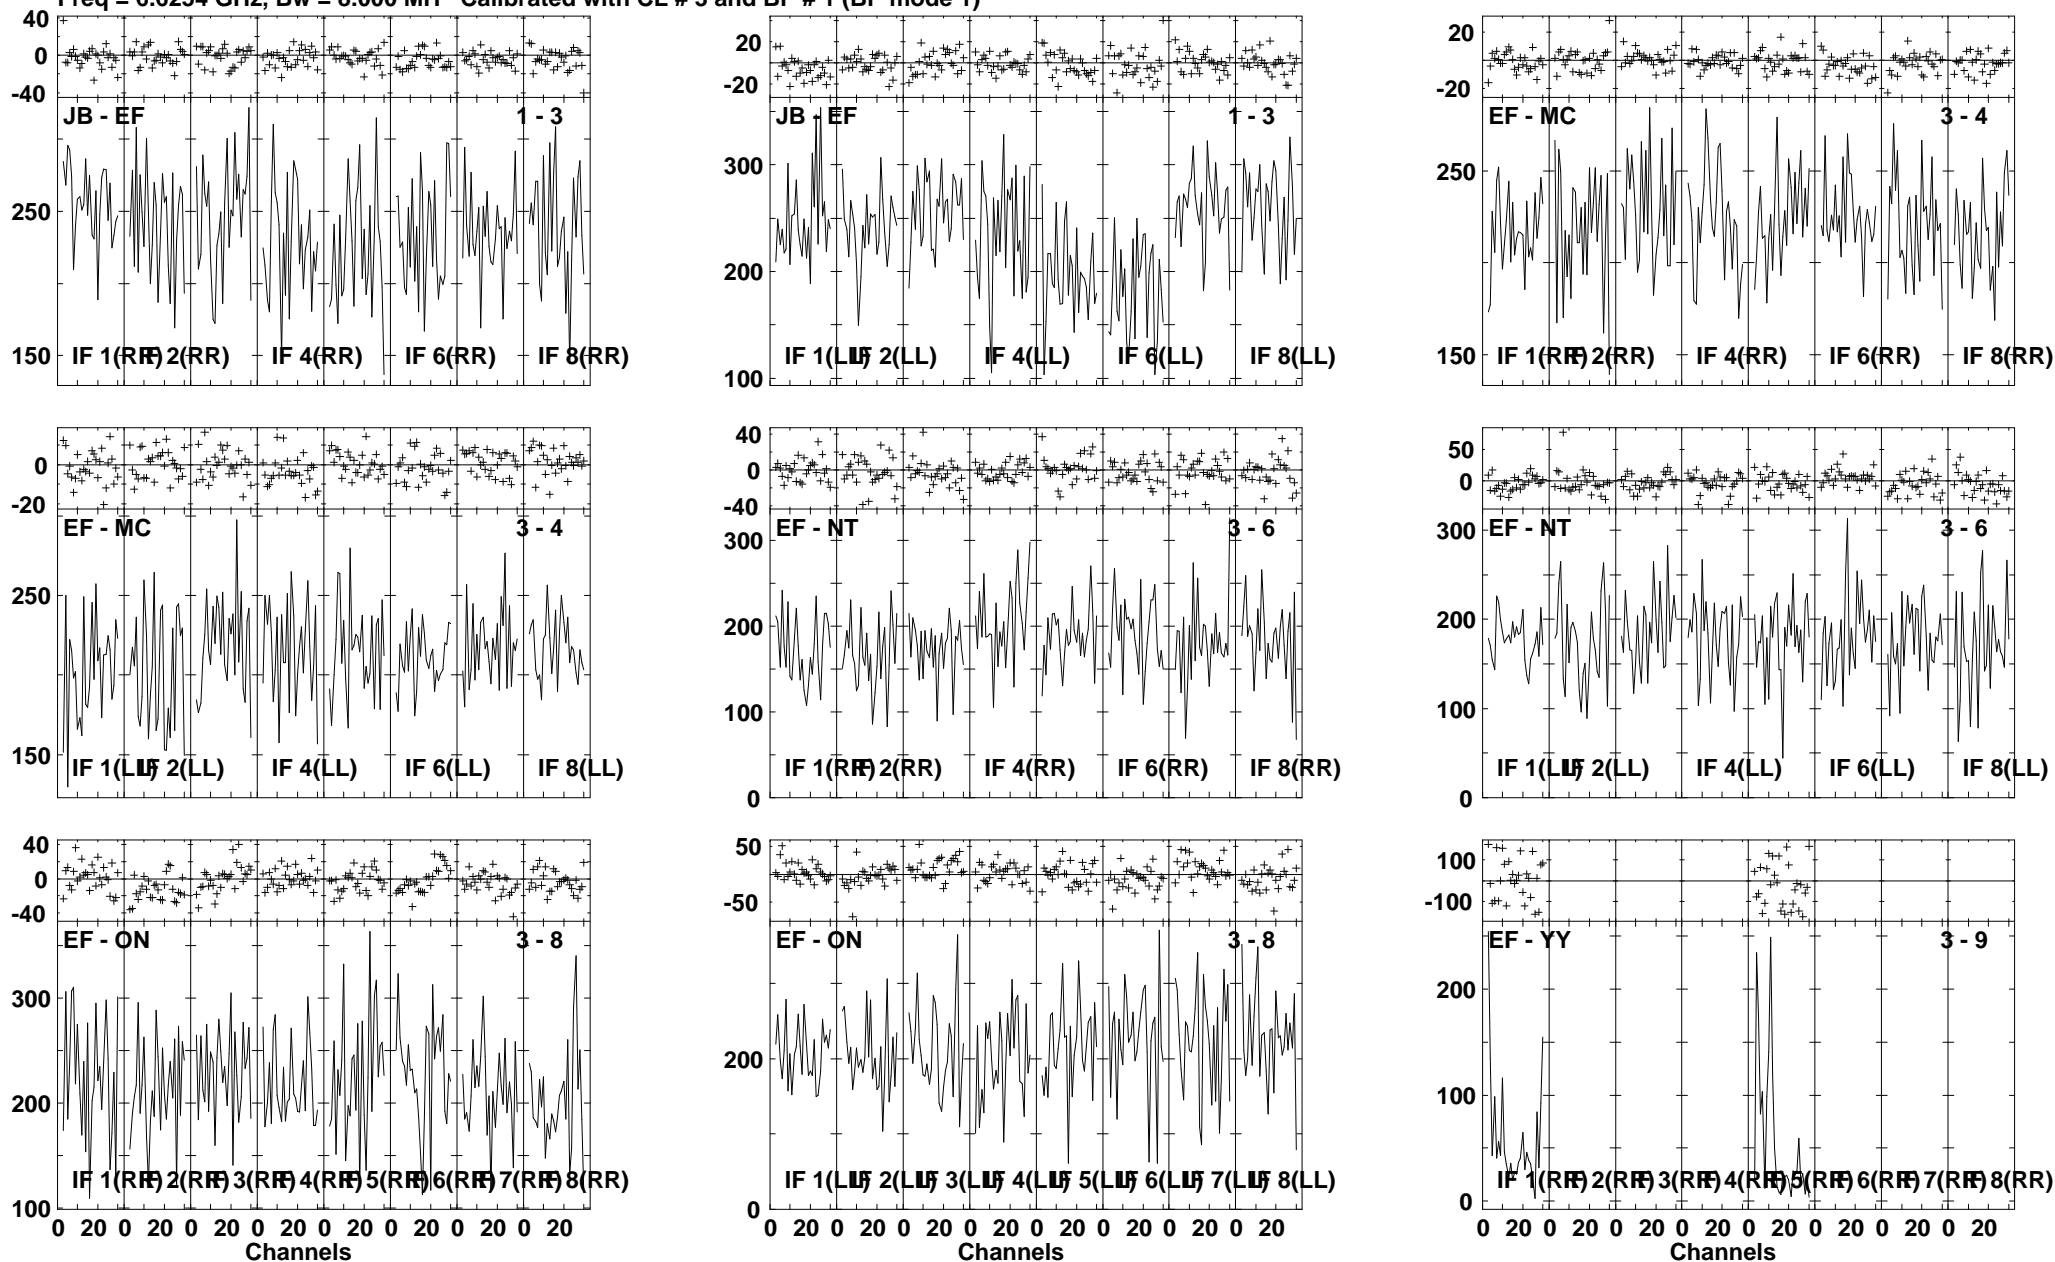 Calibrated with CL # 3 and BP # 1 (BP mode 1)
40 0 -40
JB - EF 1 - 3
250 150
IF 1(RR) IF 2(RR) IF 4(RR) IF 6(RR) IF 8(RR)
20 -20
JB - EF 1 - 3
300 200 100
IF 1(LL) IF 2(LL) IF 4(LL) IF 6(LL) IF 8(LL)
20 -20
EF - MC 3 - 4
250 150
IF 1(RR) IF 2(RR) IF 4(RR) IF 6(RR) IF 8(RR)
0 -20
EF - MC 3 - 4
250 150
IF 1(LL) IF 2(LL) IF 4(LL) IF 6(LL) IF 8(LL)
40 0 -40
EF - NT 3 - 6
300 200 100 0
IF 1(RR) IF 2(RR) IF 4(RR) IF 6(RR) IF 8(RR)
50 0
EF - NT 3 - 6
300 200 100 0
IF 1(LL) IF 2(LL) IF 4(LL) IF 6(LL) IF 8(LL)
40 0 -40
EF - ON 3 - 8
300 200 100
IF 1(RR) IF 2(RR) IF 3(RR) IF 4(RR) IF 5(RR) IF 6(RR) IF 7(RR) IF 8(RR)
0 20 0 20 0 20 0 20 0 20 0 20 0 20 0 20
Channels
50 -50
EF - ON 3 - 8
200 0
IF 1(LL) IF 2(LL) IF 3(LL) IF 4(LL) IF 5(LL) IF 6(LL) IF 7(LL) IF 8(LL)
0 20 0 20 0 20 0 20 0 20 0 20 0 20 0 20
Channels
100 -100
EF - YY 3 - 9
200 100 0
IF 1(RR) IF 2(RR) IF 3(RR) IF 4(RR) IF 5(RR) IF 6(RR) IF 7(RR) IF 8(RR)
0 20 0 20 0 20 0 20 0 20 0 20 0 20 0 20
Channels